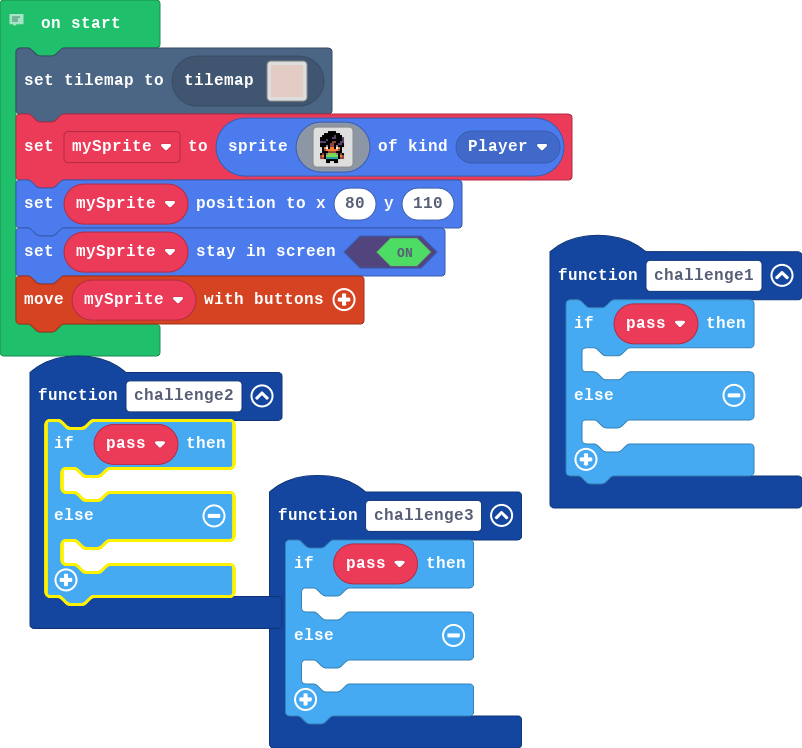 on start
set tilemap to tilemap
set mySprite to sprite of kind Player
set mySprite position to x 80 y 110
set mySprite stay in screen ON
move mySprite with buttons
function challenge1
if pass then
else
function challenge2
if pass then
else
function challenge3
if pass then
else